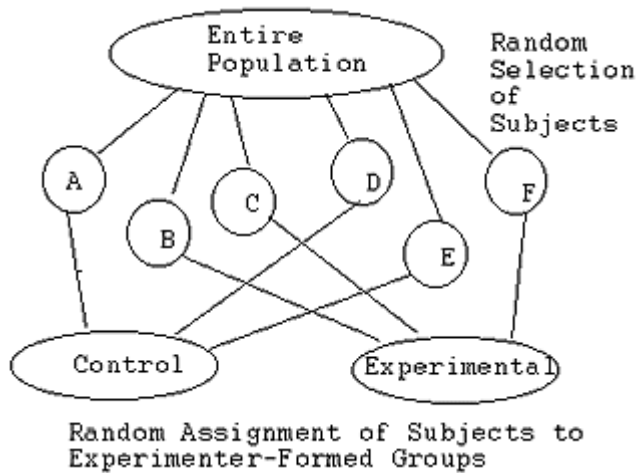 Entire
Population
Random
Selection
of
Subjects
A
B
C
D
E
F
Control
Experimental
Random Assignment of Subjects to
Experimenter-Formed Groups